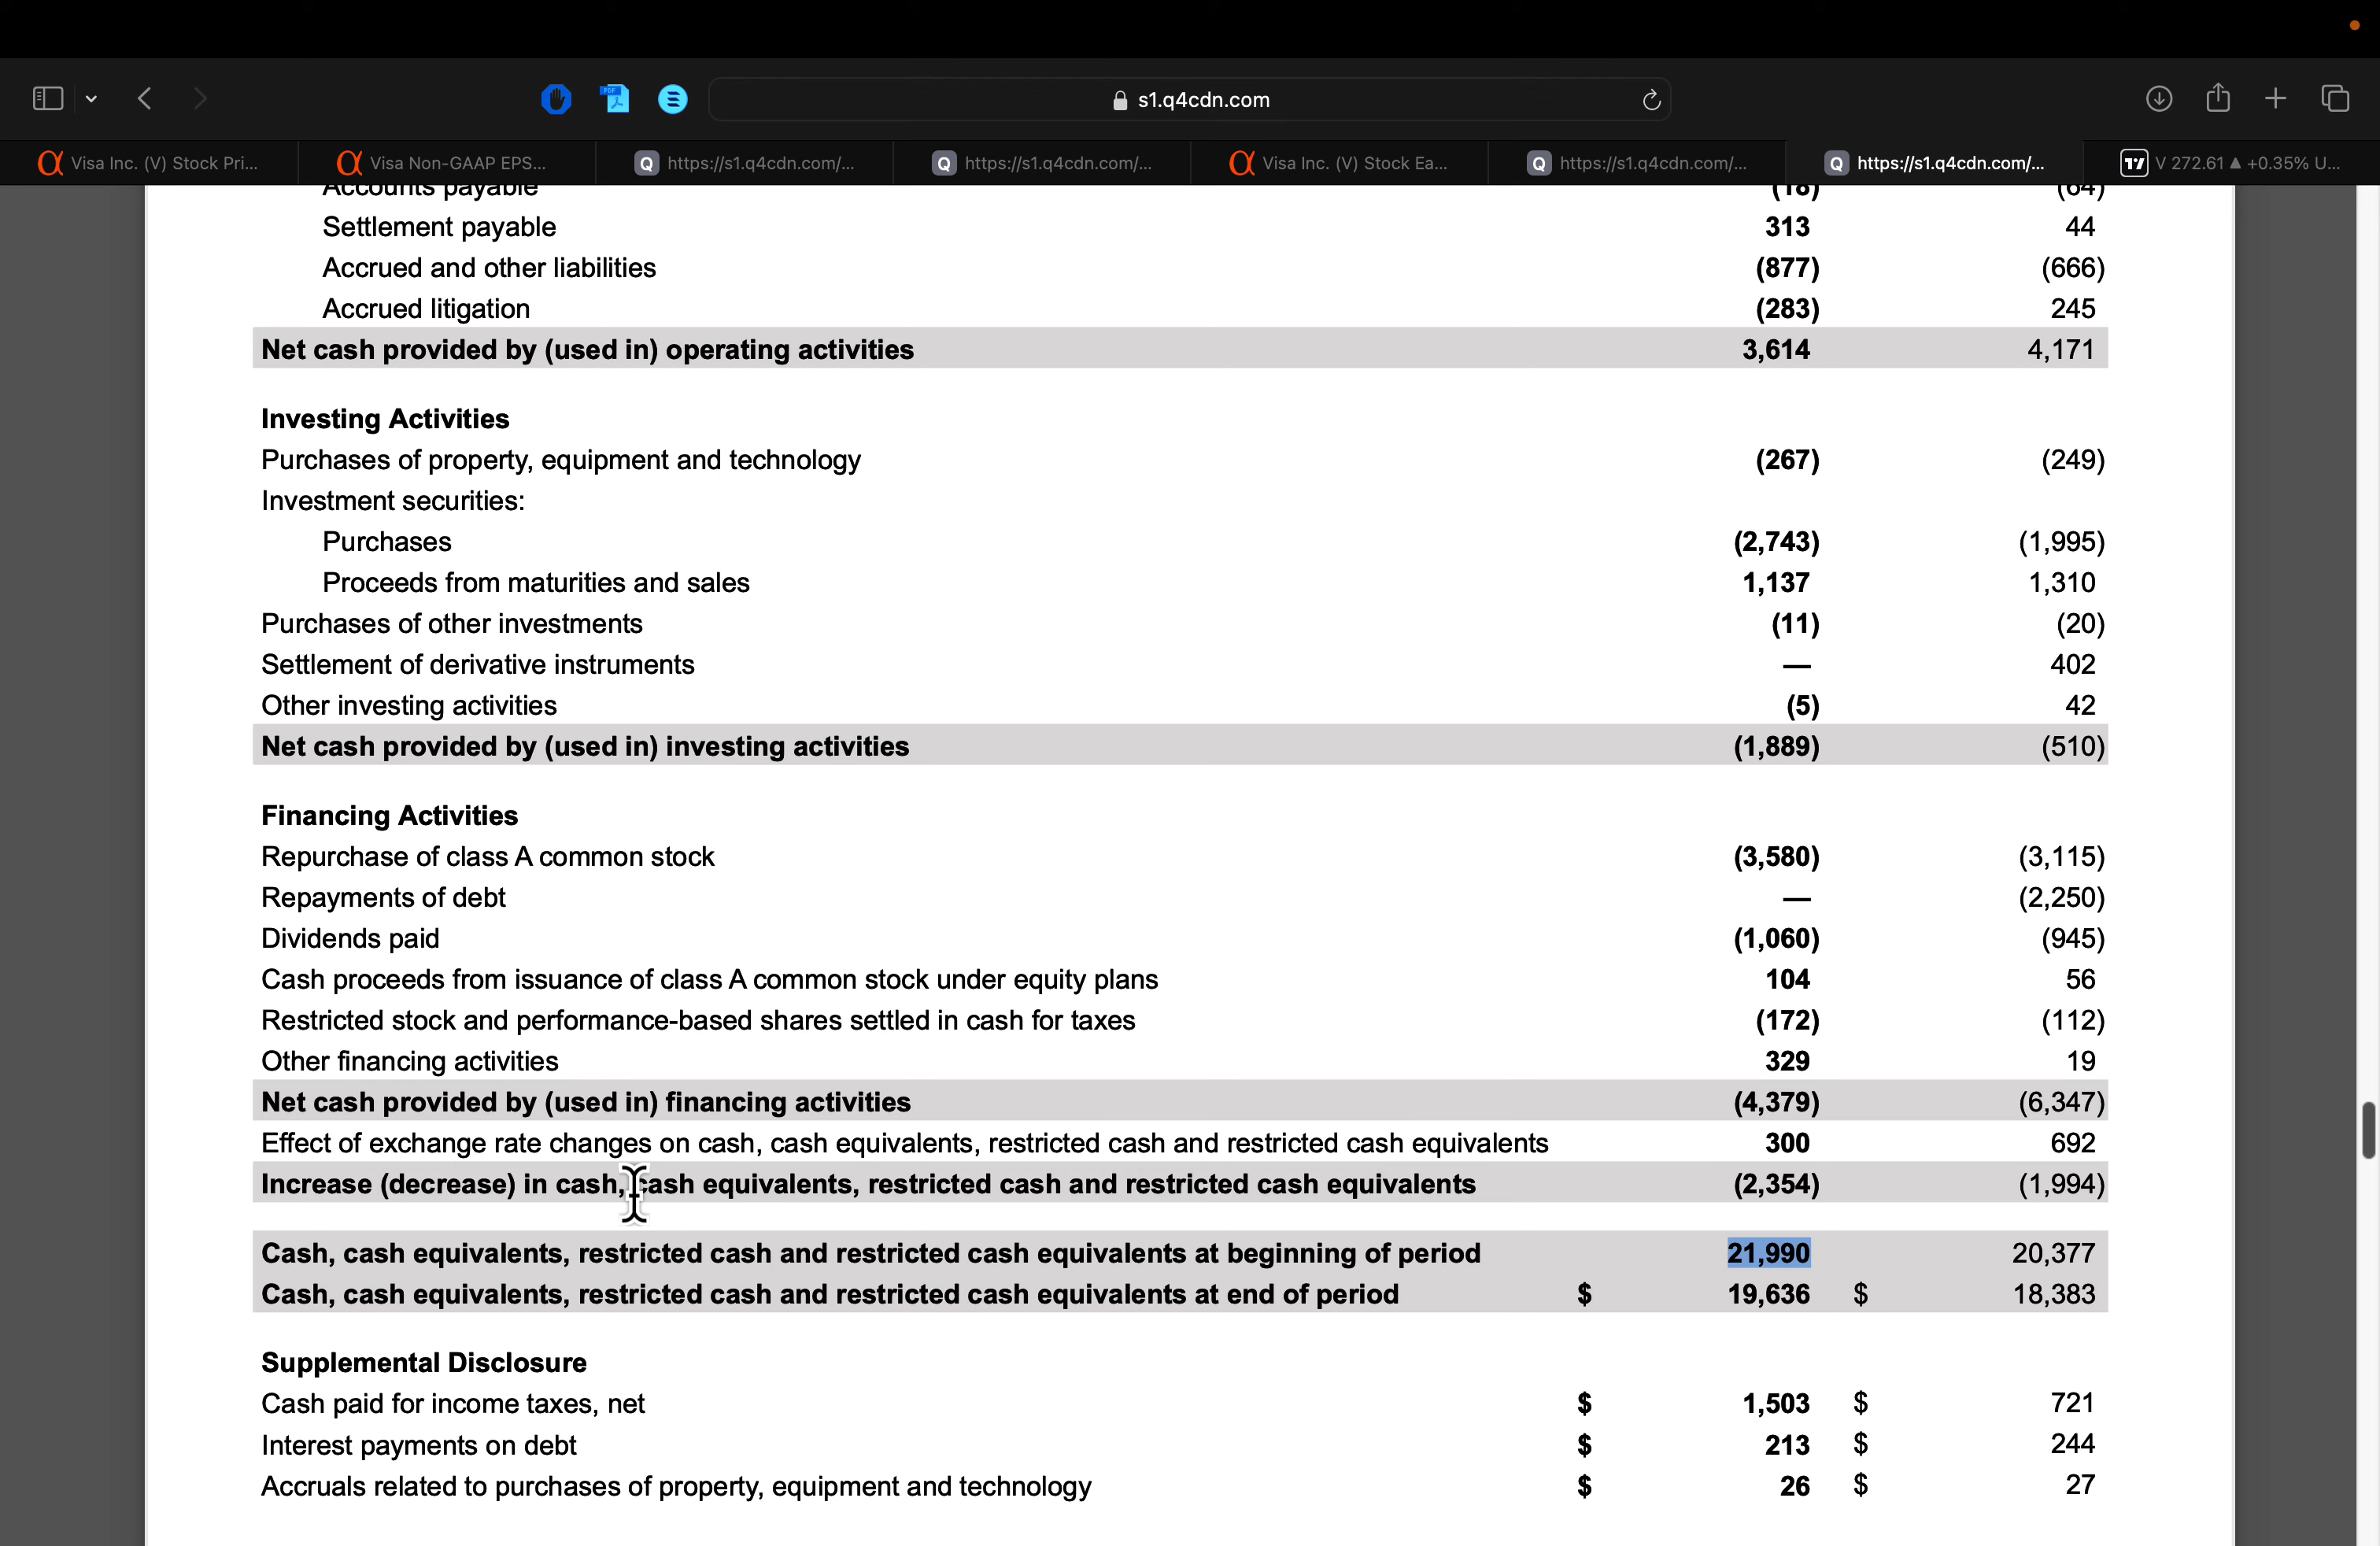 s1.q4cdn.com
Visa Inc. (V) Stock Pri... Visa Non-GAAP EPS... https://s1.q4cdn.com/... https://s1.q4cdn.com/... Visa Inc. (V) Stock Ea... https://s1.q4cdn.com/... https://s1.q4cdn.com/... V 272.61 ▲ +0.35% U...
Accounts payable (18) (64)
Settlement payable 313 44
Accrued and other liabilities (877) (666)
Accrued litigation (283) 245
Net cash provided by (used in) operating activities 3,614 4,171
Investing Activities
Purchases of property, equipment and technology (267) (249)
Investment securities:
Purchases (2,743) (1,995)
Proceeds from maturities and sales 1,137 1,310
Purchases of other investments (11) (20)
Settlement of derivative instruments — 402
Other investing activities (5) 42
Net cash provided by (used in) investing activities (1,889) (510)
Financing Activities
Repurchase of class A common stock (3,580) (3,115)
Repayments of debt — (2,250)
Dividends paid (1,060) (945)
Cash proceeds from issuance of class A common stock under equity plans 104 56
Restricted stock and performance-based shares settled in cash for taxes (172) (112)
Other financing activities 329 19
Net cash provided by (used in) financing activities (4,379) (6,347)
Effect of exchange rate changes on cash, cash equivalents, restricted cash and restricted cash equivalents 300 692
Increase (decrease) in cash, cash equivalents, restricted cash and restricted cash equivalents (2,354) (1,994)
Cash, cash equivalents, restricted cash and restricted cash equivalents at beginning of period 21,990 20,377
Cash, cash equivalents, restricted cash and restricted cash equivalents at end of period $ 19,636 $ 18,383
Supplemental Disclosure
Cash paid for income taxes, net $ 1,503 $ 721
Interest payments on debt $ 213 $ 244
Accruals related to purchases of property, equipment and technology $ 26 $ 27